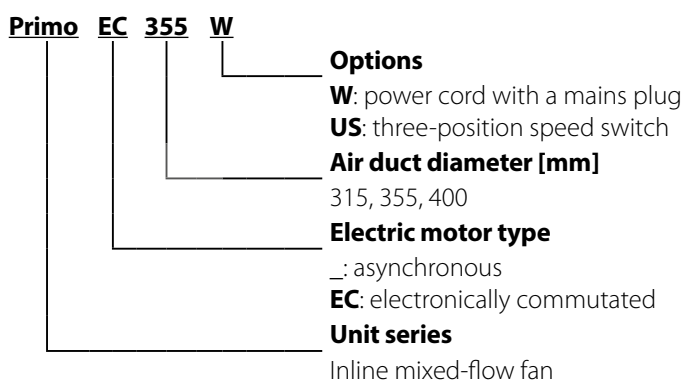 Primo EC 355 W
Options
W: power cord with a mains plug
US: three-position speed switch
Air duct diameter [mm]
315, 355, 400
Electric motor type
_: asynchronous
EC: electronically commutated
Unit series
Inline mixed-flow fan